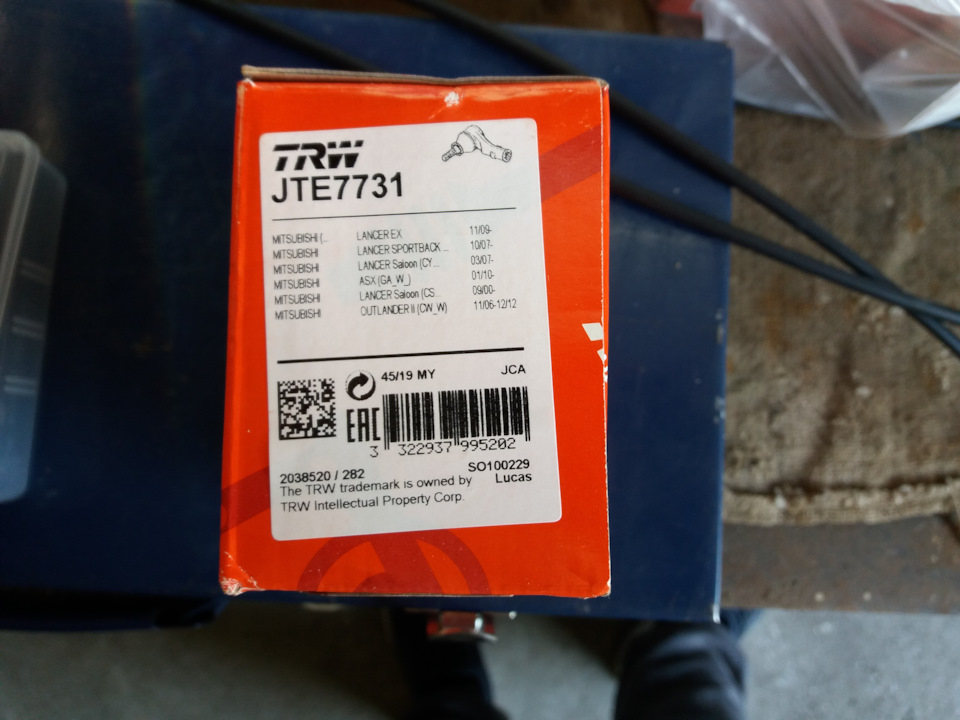 TRW
JTE7731
MITSUBISHI (... LANCER EX 11/09-
MITSUBISHI LANCER SPORTBACK ... 10/07-
MITSUBISHI LANCER Saloon (CY... 03/07-
MITSUBISHI ASX (GA_W_) 01/10-
MITSUBISHI LANCER Saloon (CS... 09/00-
MITSUBISHI OUTLANDER II (CW_W) 11/06-12/12
45/19 MY JCA
EAC
3 322937 995202
2038520 / 282 SO100229
The TRW trademark is owned by Lucas
TRW Intellectual Property Corp.